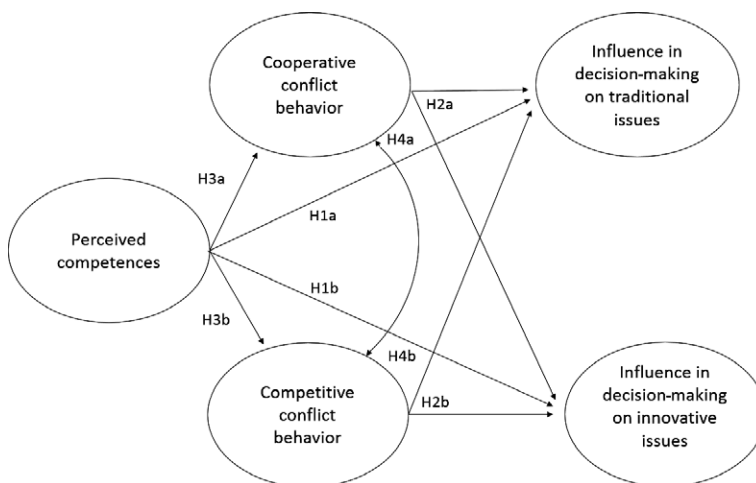 Cooperative
conflict
behavior
Influence in
decision-making
on traditional
issues
H2a
H4a
H3a
H1a
Perceived
competences
H1b
H3b
H4b
Competitive
conflict
behavior
H2b
Influence in
decision-making
on innovative
issues